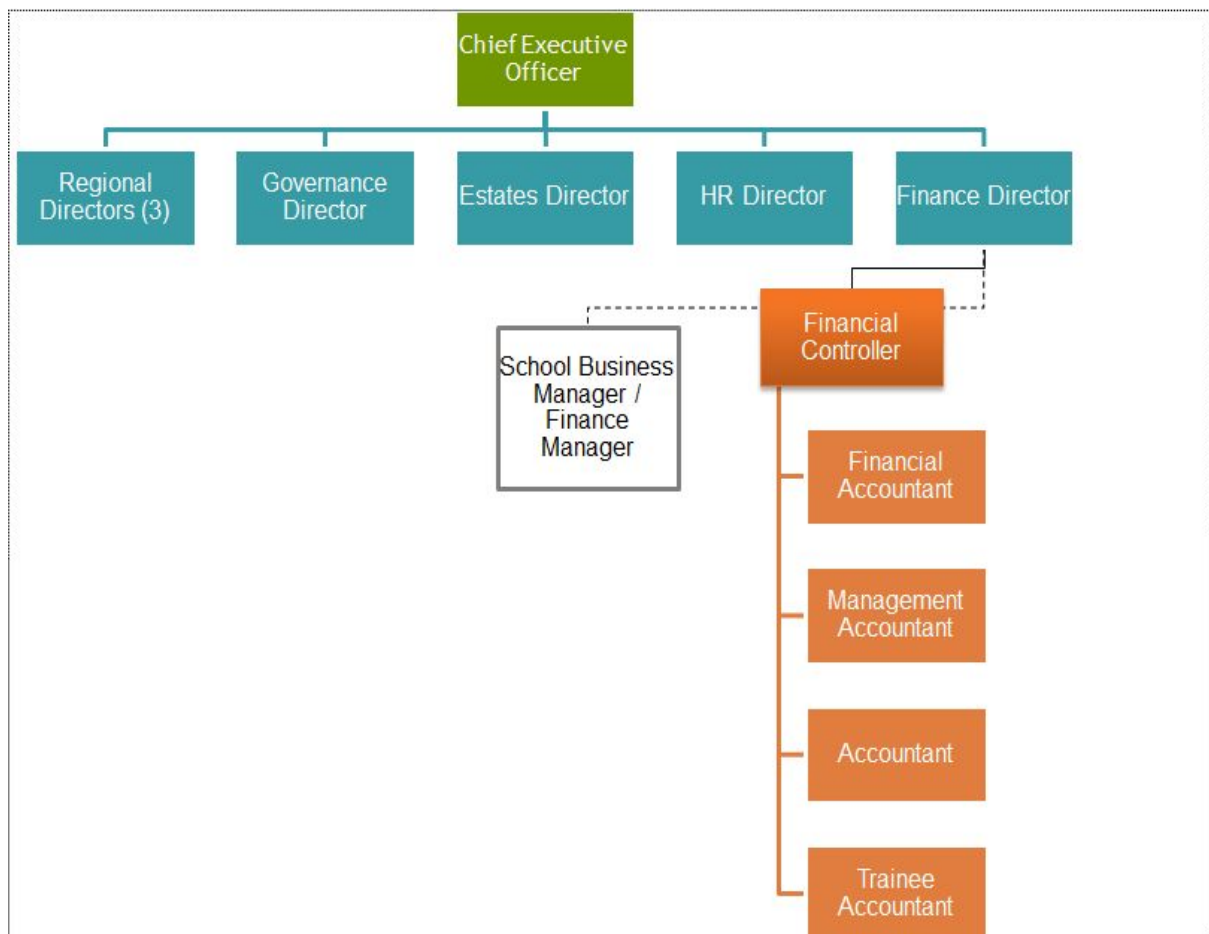 Chief Executive
Officer
Regional
Directors (3)
Governance
Director
Estates Director
HR Director
Finance Director
Financial
Controller
School Business
Manager /
Finance
Manager
Financial
Accountant
Management
Accountant
Accountant
Trainee
Accountant